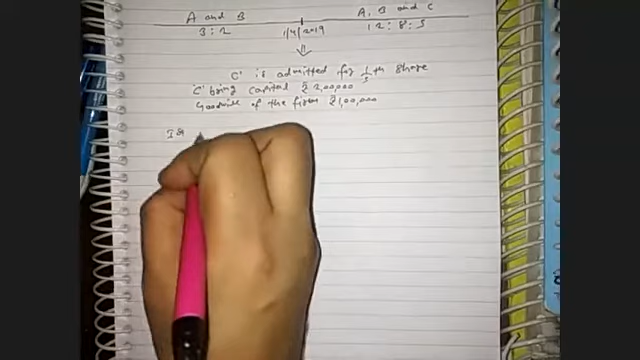 A and B A, B and C
3:2 1/4/2019 12:8:5
C is admitted for 1/5th share
C bring capital ₹ 2,00,000
Goodwill of the firm ₹1,00,000
Ist